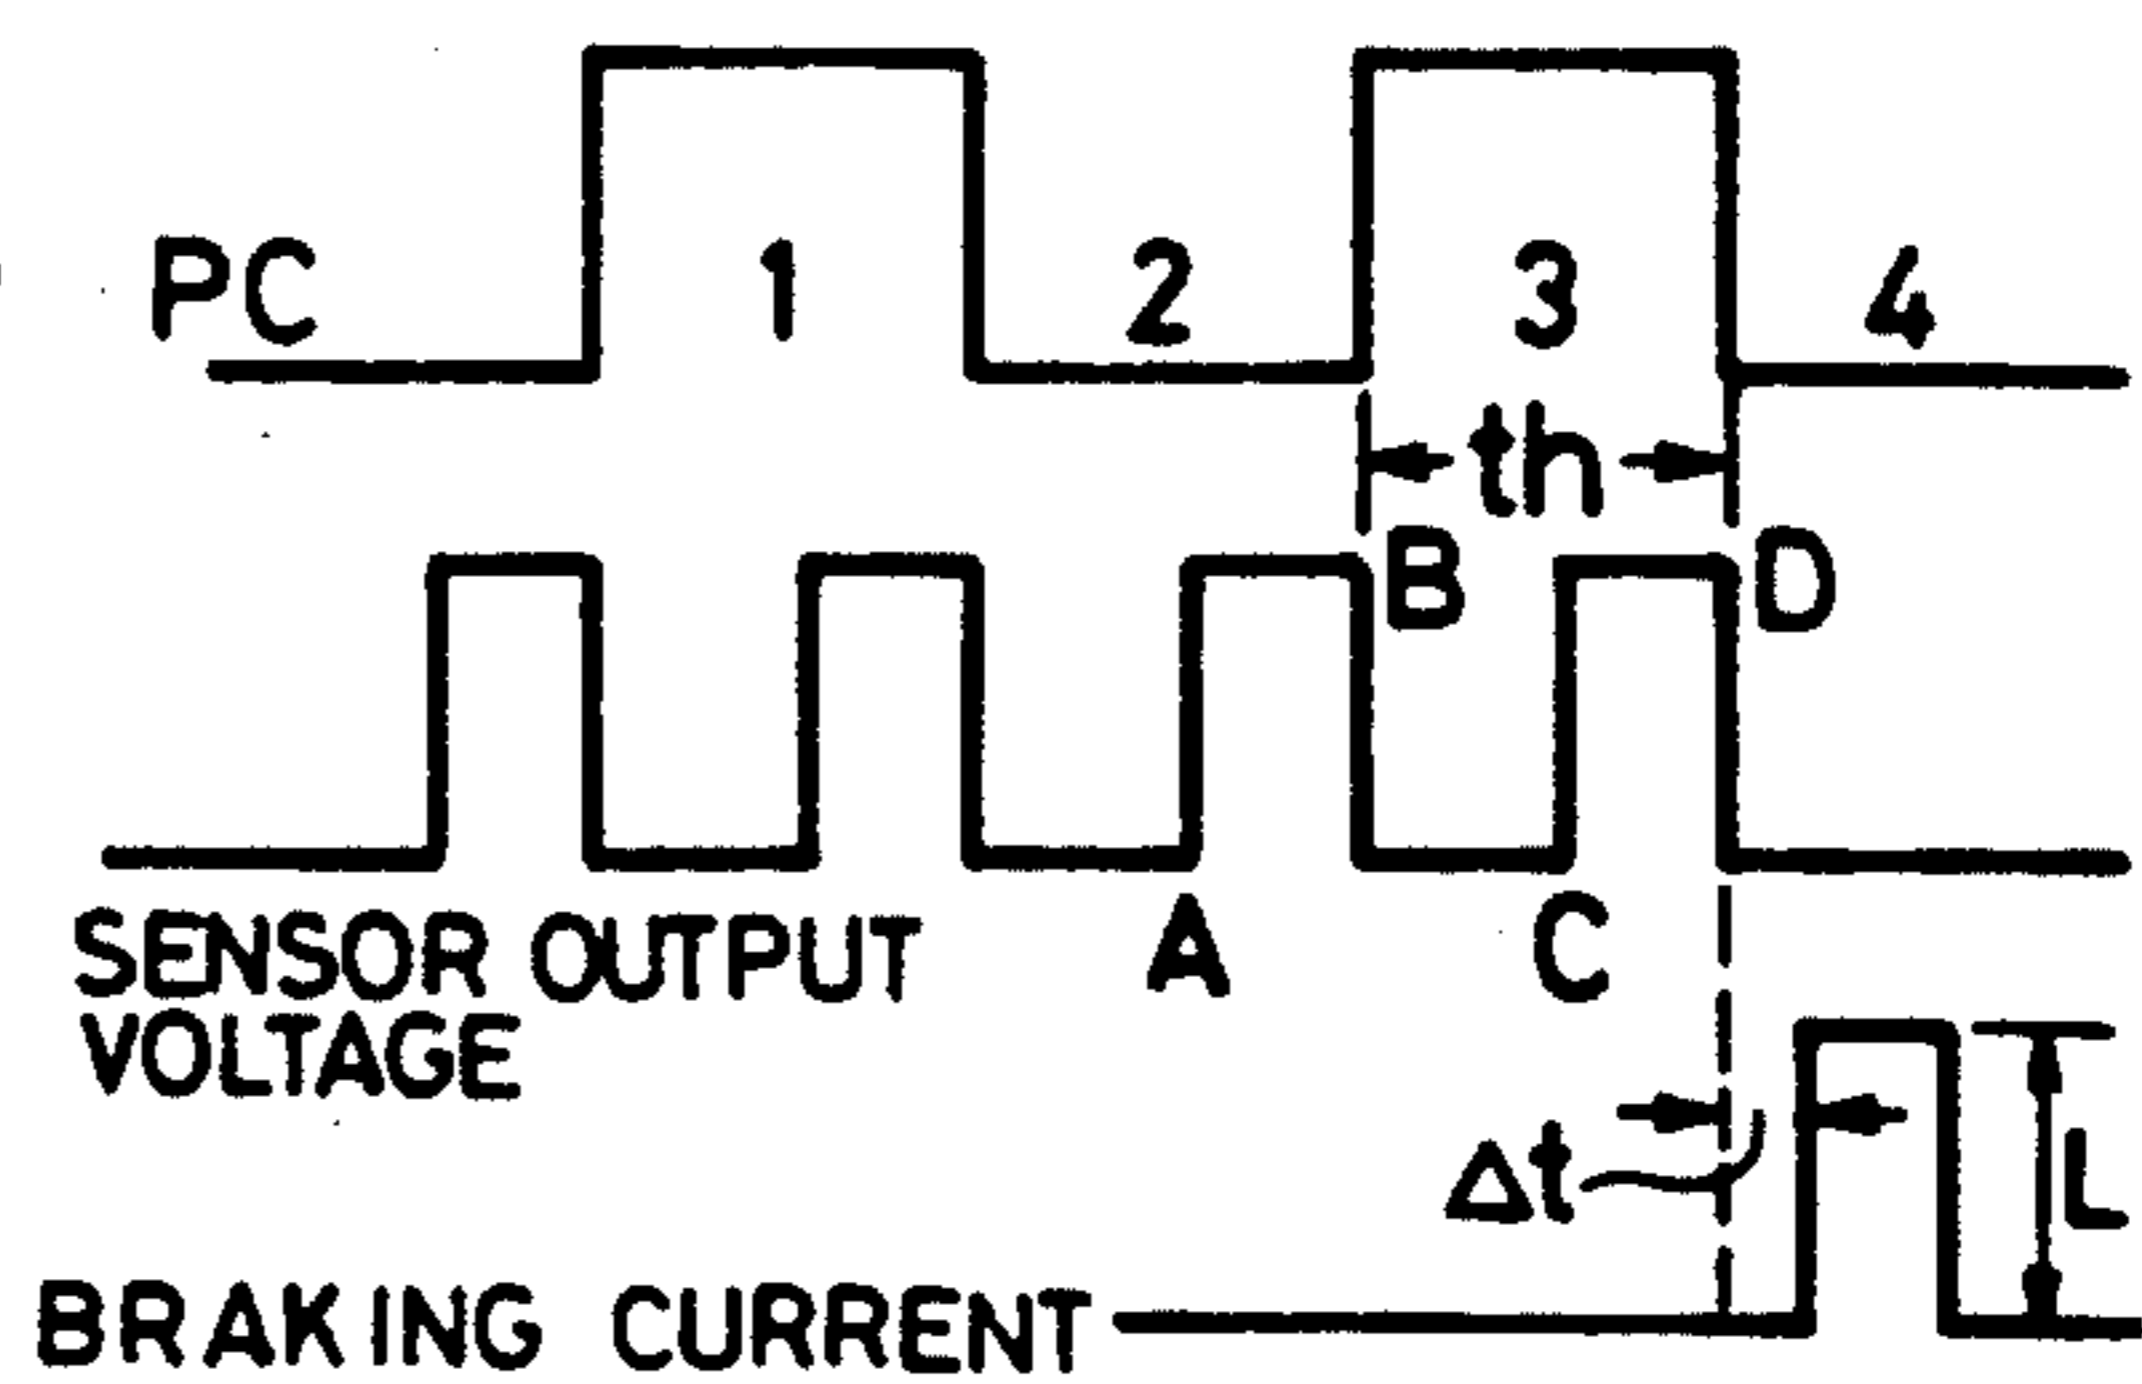 PC 1 2 3 4
th
B D
SENSOR OUTPUT A C
VOLTAGE
Δt L
BRAKING CURRENT